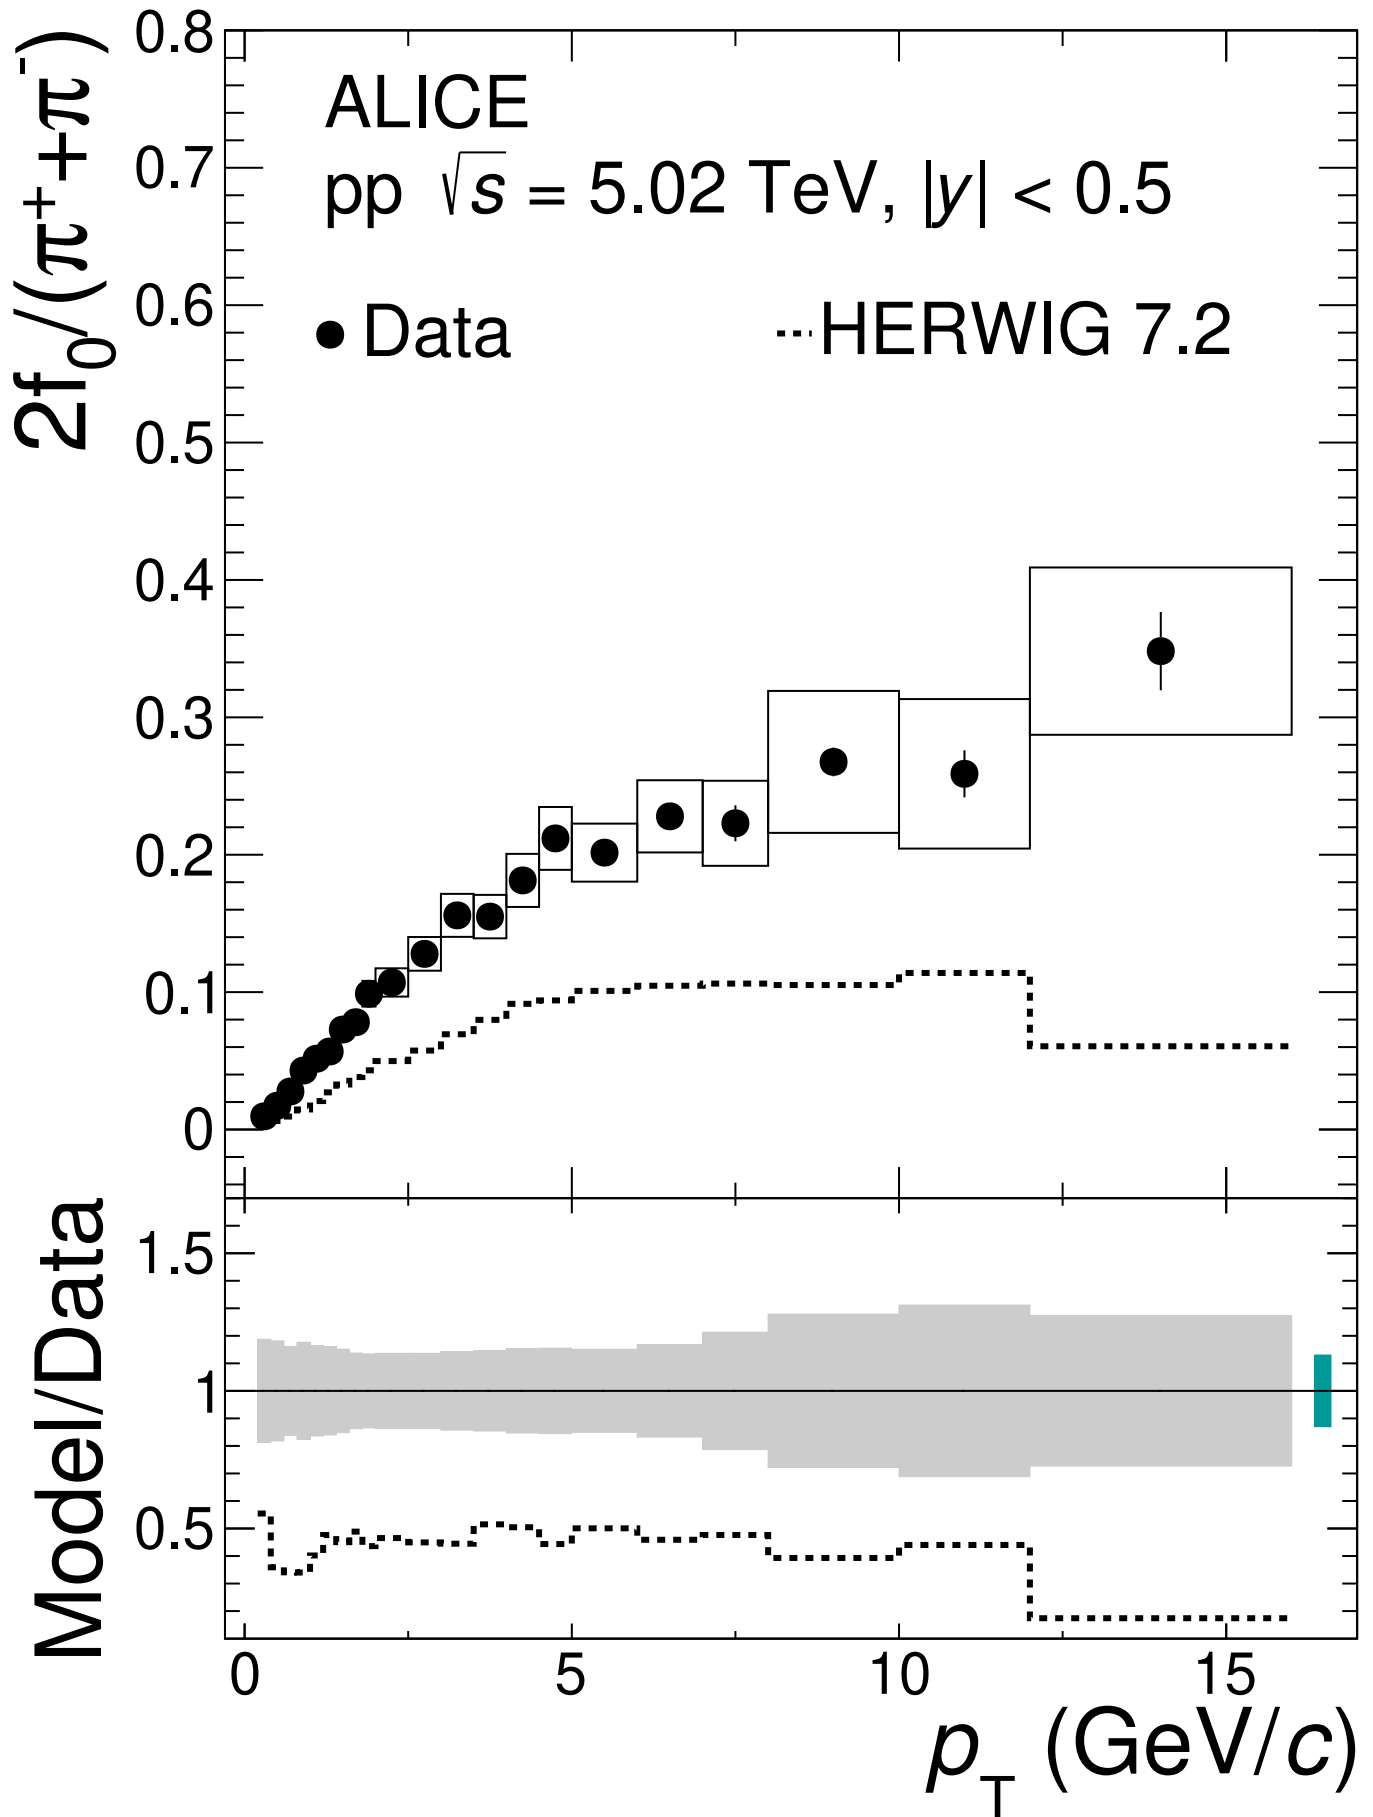 2f₀/(π⁺+π⁻)
0.8
0.7
0.6
0.5
0.4
0.3
0.2
0.1
0
ALICE
pp √s = 5.02 TeV, |y| < 0.5
Data
HERWIG 7.2
Model/Data
1.5
1
0.5
0 5 10 15
p_T (GeV/c)